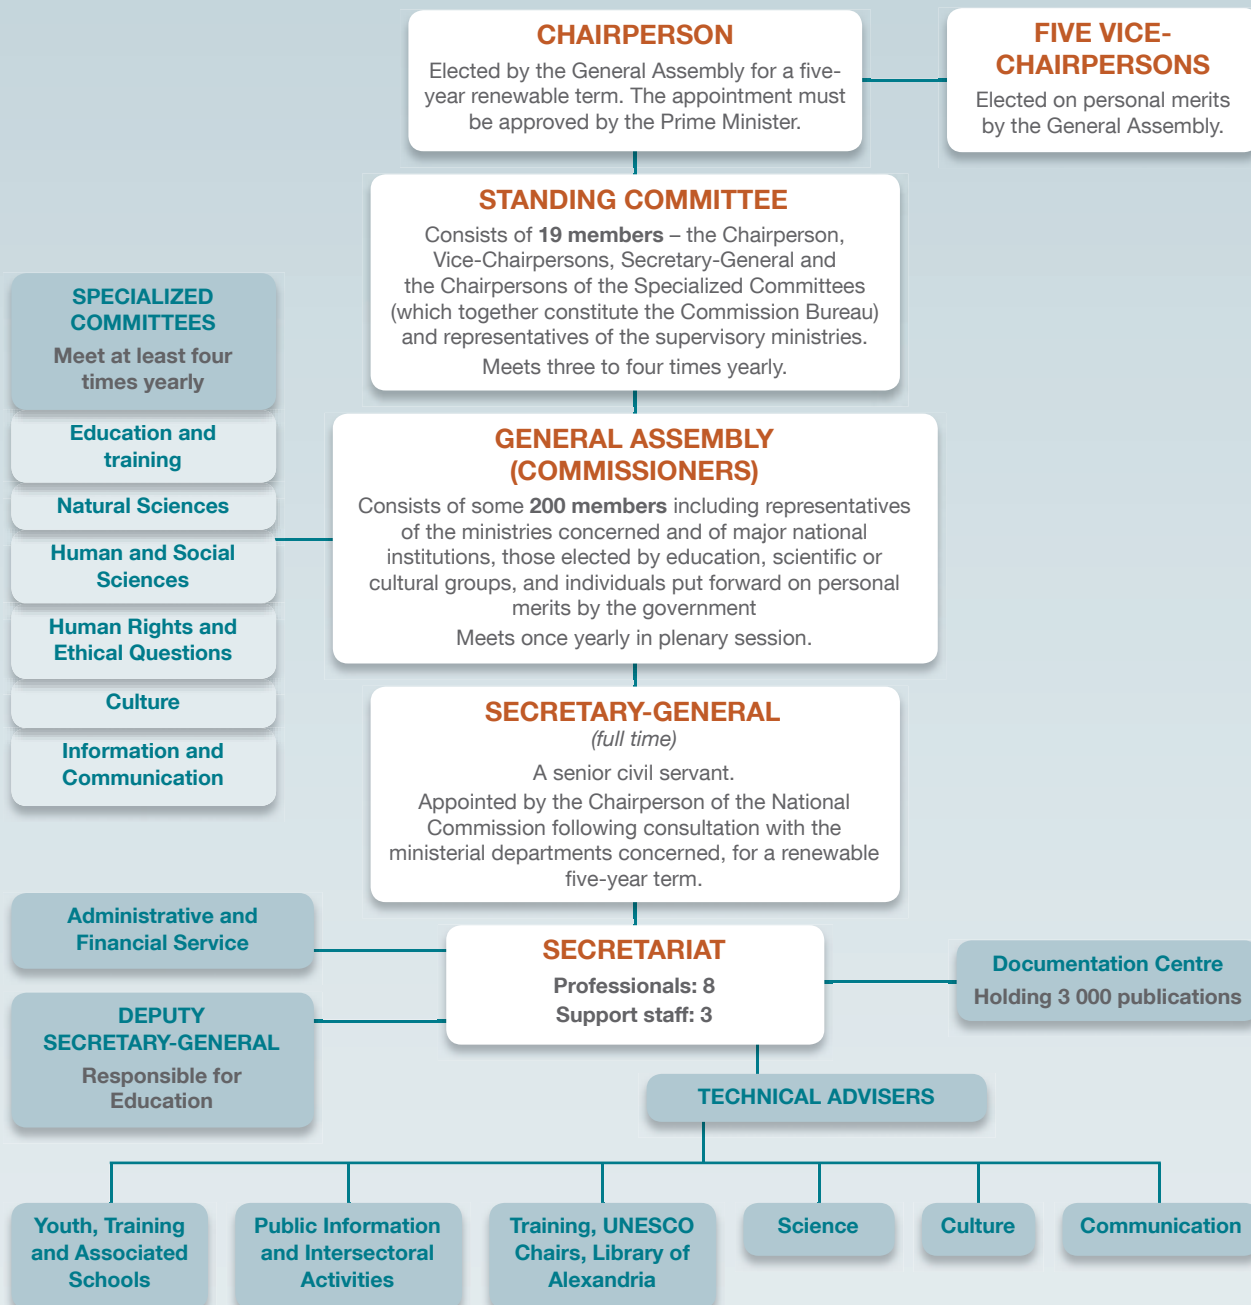 CHAIRPERSON
Elected by the General Assembly for a five-
year renewable term. The appointment must
be approved by the Prime Minister.
FIVE VICE-
CHAIRPERSONS
Elected on personal merits
by the General Assembly.
STANDING COMMITTEE
Consists of 19 members – the Chairperson,
Vice-Chairpersons, Secretary-General and
the Chairpersons of the Specialized Committees
(which together constitute the Commission Bureau)
and representatives of the supervisory ministries.
Meets three to four times yearly.
SPECIALIZED
COMMITTEES
Meet at least four
times yearly
Education and
training
Natural Sciences
Human and Social
Sciences
Human Rights and
Ethical Questions
Culture
Information and
Communication
GENERAL ASSEMBLY
(COMMISSIONERS)
Consists of some 200 members including representatives
of the ministries concerned and of major national
institutions, those elected by education, scientific or
cultural groups, and individuals put forward on personal
merits by the government
Meets once yearly in plenary session.
SECRETARY-GENERAL
(full time)
A senior civil servant.
Appointed by the Chairperson of the National
Commission following consultation with the
ministerial departments concerned, for a renewable
five-year term.
Administrative and
Financial Service
DEPUTY
SECRETARY-GENERAL
Responsible for
Education
SECRETARIAT
Professionals: 8
Support staff: 3
Documentation Centre
Holding 3 000 publications
TECHNICAL ADVISERS
Youth, Training
and Associated
Schools
Public Information
and Intersectoral
Activities
Training, UNESCO
Chairs, Library of
Alexandria
Science
Culture
Communication